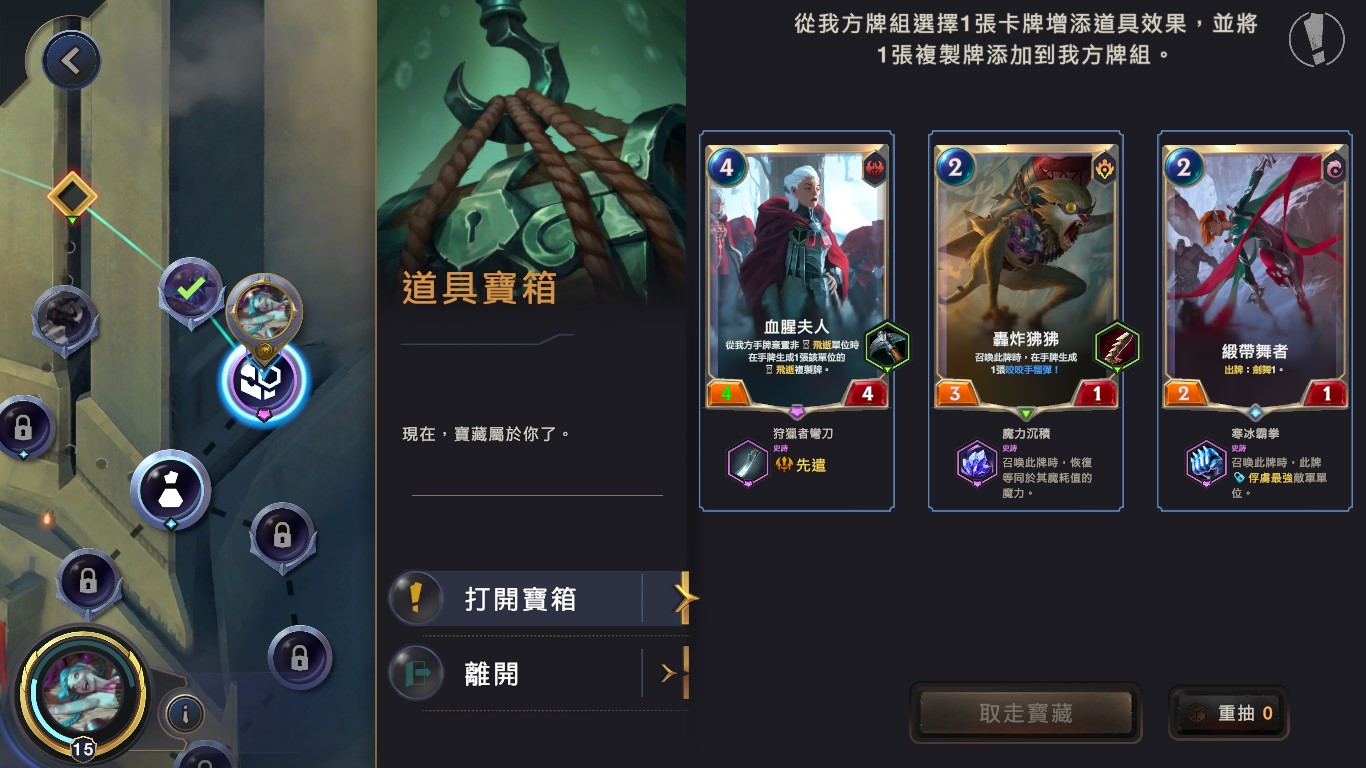 15
道具寶箱
現在，寶藏屬於你了。
打開寶箱
離開
從我方牌組選擇1張卡牌增添道具效果，並將
1張複製牌添加到我方牌組。
4
血腥夫人
從我方手牌棄置非 飛逝單位時
在手牌生成1張該單位的
飛逝複製牌。
4
4
狩獵者彎刀
史詩
先遣
2
轟炸狒狒
召喚此牌時，在手牌生成
1張咬咬手榴彈！
3
1
魔力沉積
史詩
召喚此牌時，恢復
等同於其魔耗值的
魔力。
2
緞帶舞者
出牌：劍舞1。
2
1
寒冰霸拳
史詩
召喚此牌時，此牌
俘虜最強敵軍單
位。
取走寶藏
重抽 0